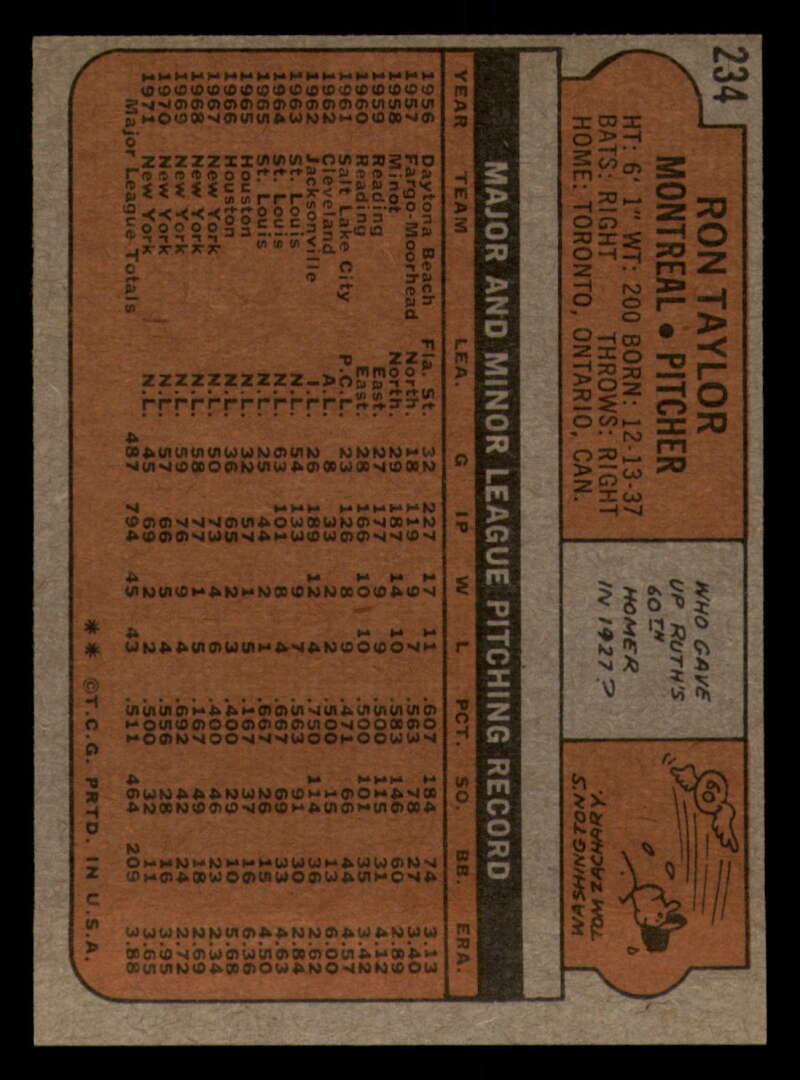 234
RON TAYLOR
MONTREAL • PITCHER
HT: 6' 1" WT: 200 BORN: 12-13-37
BATS: RIGHT THROWS: RIGHT
HOME: TORONTO, ONTARIO, CAN.
WHO GAVE
UP RUTH'S
60TH
HOMER
IN 1927?
60
TOM ZACHARY.
WASHINGTON'S
MAJOR AND MINOR LEAGUE PITCHING RECORD
YEAR TEAM LEA. G IP W L PCT. SO. BB. ERA.
1956 Daytona Beach Fla. St. 32 227 17 11 .607 184 74 3.13
1957 Fargo-Moorhead North. 18 119 9 7 .563 78 27 3.40
1958 Minot North. 29 187 14 10 .583 146 60 2.89
1959 Reading East. 27 177 9 9 .500 115 31 4.12
1960 Reading East. 28 166 10 10 .500 101 35 3.42
1961 Salt Lake City P.C.L. 23 126 8 9 .471 66 44 4.57
1962 Cleveland A.L. 8 33 2 2 .500 15 13 6.00
1962 Jacksonville I.L. 26 189 12 4 .750 114 36 2.62
1963 St. Louis N.L. 54 133 9 7 .563 91 30 2.84
1964 St. Louis N.L. 63 101 8 4 .667 69 33 4.63
1965 St. Louis N.L. 25 44 2 1 .667 26 15 4.50
1965 Houston N.L. 32 57 1 5 .167 37 16 6.36
1966 Houston N.L. 36 65 2 3 .400 29 10 5.68
1967 New York N.L. 50 73 4 6 .400 46 23 2.34
1968 New York N.L. 58 77 1 5 .167 49 18 2.69
1969 New York N.L. 59 76 9 4 .692 42 24 2.72
1970 New York N.L. 57 66 5 4 .556 28 16 3.95
1971 New York N.L. 45 69 2 2 .500 32 11 3.65
Major League Totals 487 794 45 43 .511 464 209 3.88
** ©T.C.G. PRTD. IN U.S.A.